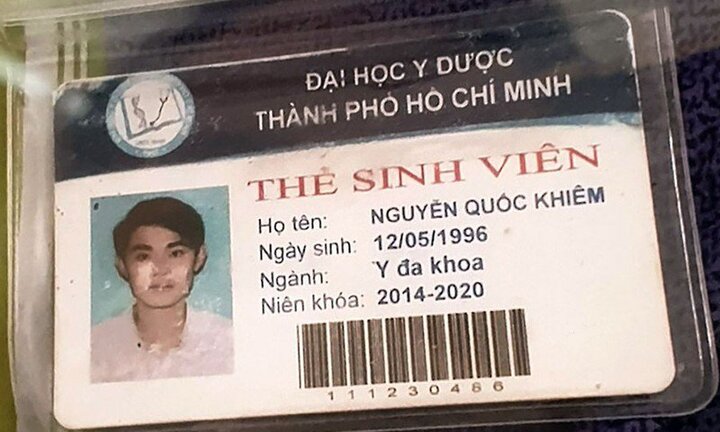 ĐẠI HỌC Y DƯỢC
THÀNH PHỐ HỒ CHÍ MINH
THẺ SINH VIÊN
Họ tên: NGUYỄN QUỐC KHIÊM
Ngày sinh: 12/05/1996
Ngành: Y đa khoa
Niên khóa: 2014-2020
111230486